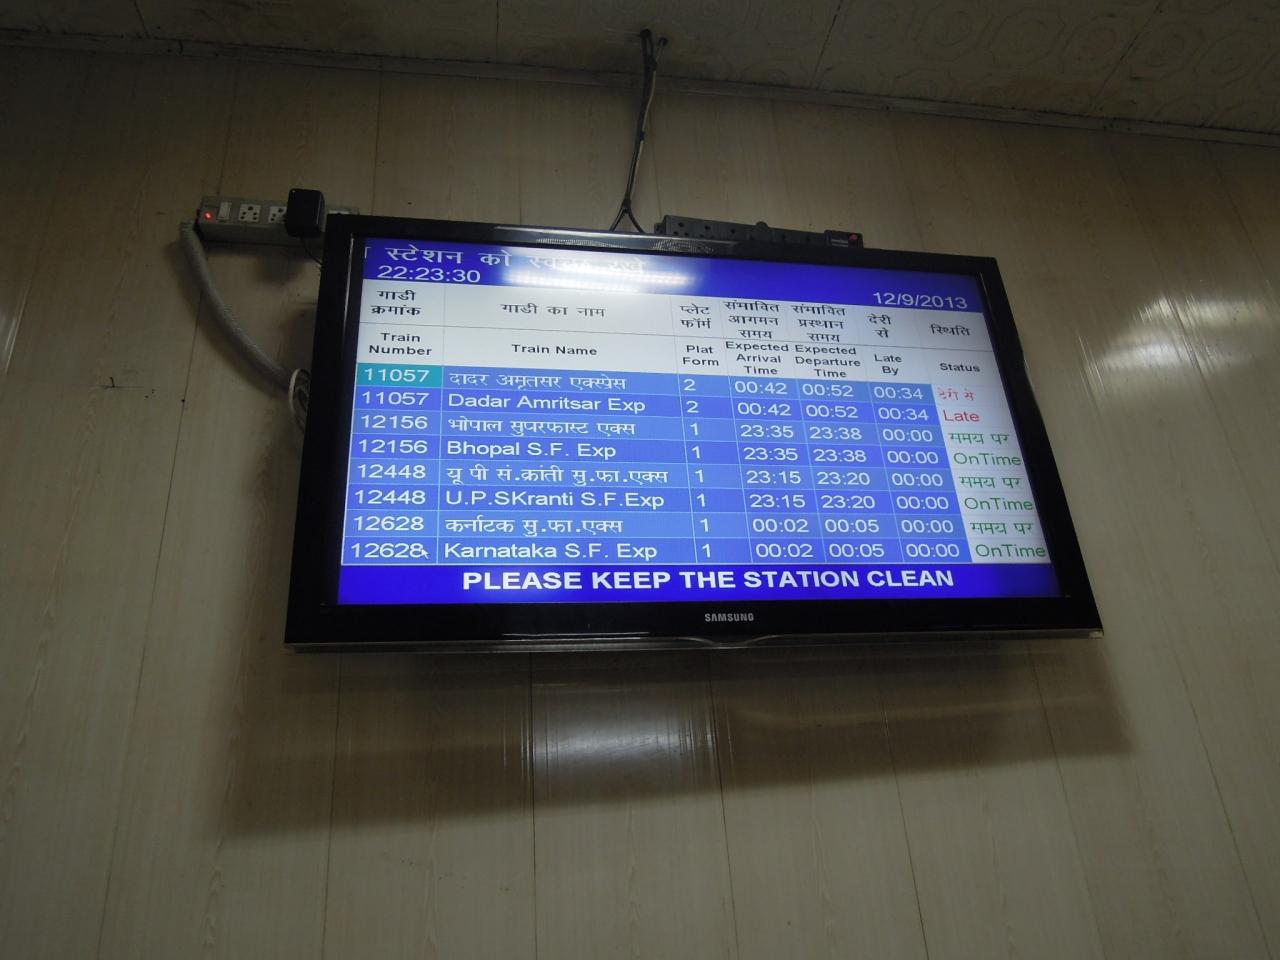 स्टेशन को स्वच्छ रखे
22:23:30
12/9/2013
गाडी क्रमांक गाडी का नाम प्लेट फॉर्म संभावित आगमन समय संभावित प्रस्थान समय देरी से स्थिति
Train Number Train Name Plat Form Expected Arrival Time Expected Departure Time Late By Status
11057 दादर अमृतसर एक्स्पेस 2 00:42 00:52 00:34 देरी से
11057 Dadar Amritsar Exp 2 00:42 00:52 00:34 Late
12156 भोपाल सुपरफास्ट एक्स 1 23:35 23:38 00:00 समय पर
12156 Bhopal S.F. Exp 1 23:35 23:38 00:00 OnTime
12448 यू पी सं.क्रांती सु.फा.एक्स 1 23:15 23:20 00:00 समय पर
12448 U.P.SKranti S.F.Exp 1 23:15 23:20 00:00 OnTime
12628 कर्नाटक सु.फा.एक्स 1 00:02 00:05 00:00 समय पर
12628 Karnataka S.F. Exp 1 00:02 00:05 00:00 OnTime
PLEASE KEEP THE STATION CLEAN
SAMSUNG